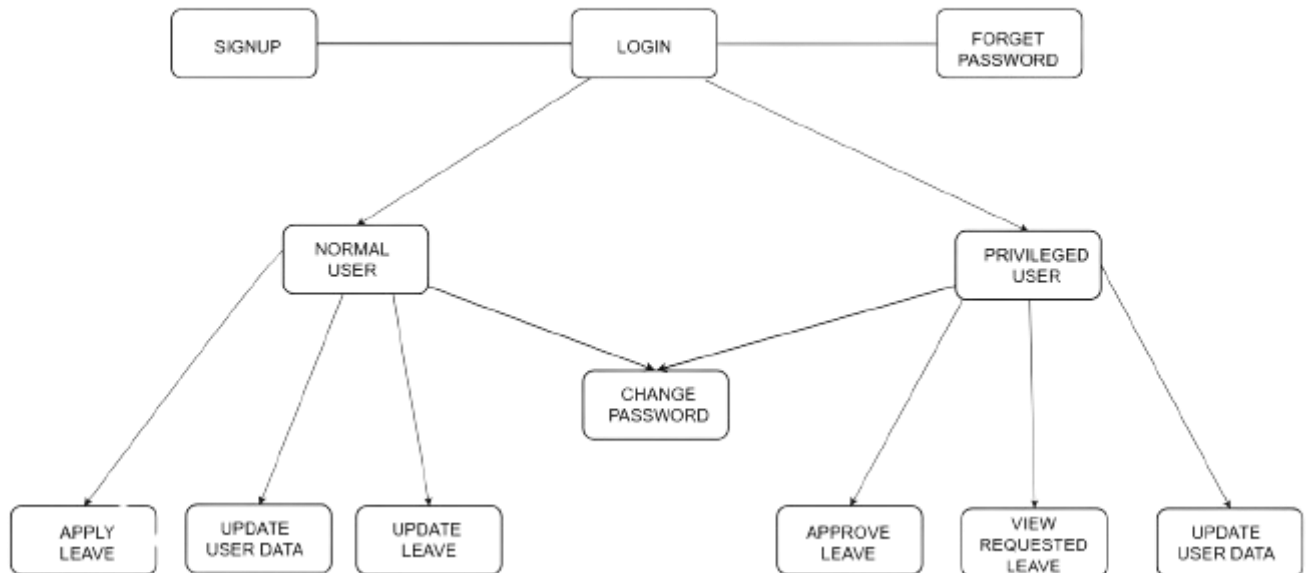 SIGNUP
LOGIN
FORGET
PASSWORD
NORMAL
USER
PRIVILEGED
USER
CHANGE
PASSWORD
APPLY
LEAVE
UPDATE
USER DATA
UPDATE
LEAVE
APPROVE
LEAVE
VIEW
REQUESTED
LEAVE
UPDATE
USER DATA